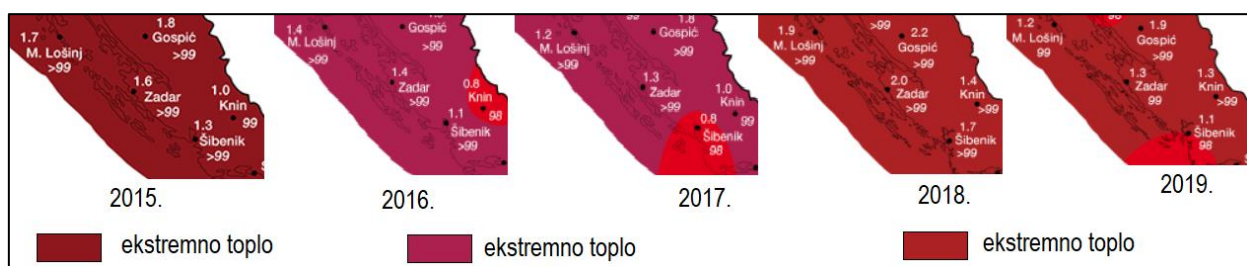 1.8
1.7
Gospić
M. Lošinj
>99
>99
1.6
Zadar
>99
1.0
Knin
99
1.3
Šibenik
>99
1.4
M. Lošinj
>99
Gospić
>99
1.4
Zadar
>99
0.8
Knin
98
1.1
Šibenik
>99
>99
1.8
1.2
Gospić
M. Lošinj
>99
>99
1.3
Zadar
>99
1.0
Knin
99
0.8
Šibenik
98
>99
1.9
M. Lošinj
>99
2.2
Gospić
>99
2.0
Zadar
>99
1.4
Knin
>99
1.7
Šibenik
>99
98
1.2
M. Lošinj
99
1.9
Gospić
>99
1.3
Zadar
99
1.3
Knin
>99
1.1
Šibenik
98
2015.
2016.
2017.
2018.
2019.
ekstremno toplo
ekstremno toplo
ekstremno toplo